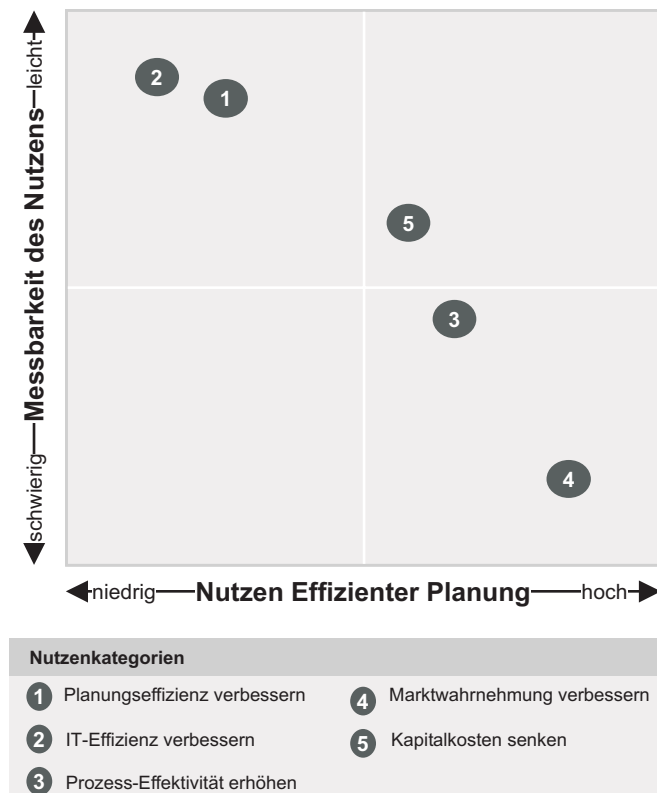 2
1
5
3
4
schwierig Messbarkeit des Nutzens leicht
niedrig Nutzen Effizienter Planung hoch
Nutzenkategorien
1 Planungseffizienz verbessern
2 IT-Effizienz verbessern
3 Prozess-Effektivität erhöhen
4 Marktwahrnehmung verbessern
5 Kapitalkosten senken